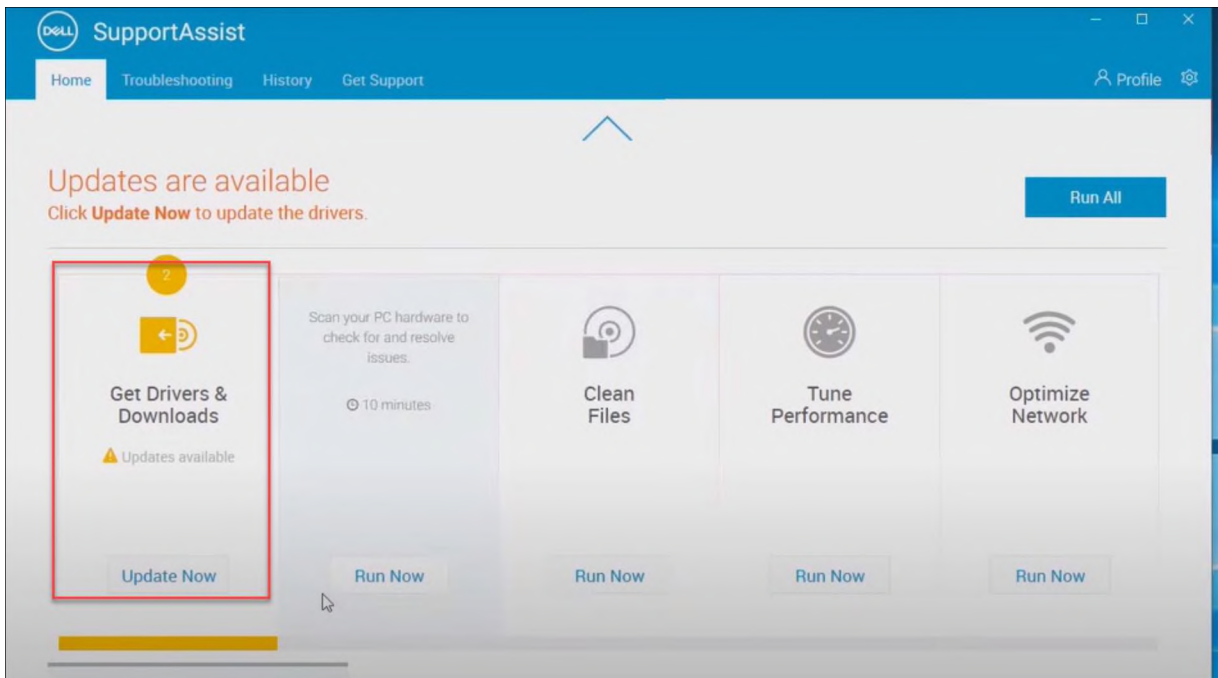 DELL SupportAssist
Home Troubleshooting History Get Support Profile
Updates are available
Click Update Now to update the drivers.
Run All
2
Get Drivers &
Downloads
Updates available
Update Now
Scan your PC hardware to
check for and resolve
issues.
10 minutes
Run Now
Clean
Files
Run Now
Tune
Performance
Run Now
Optimize
Network
Run Now